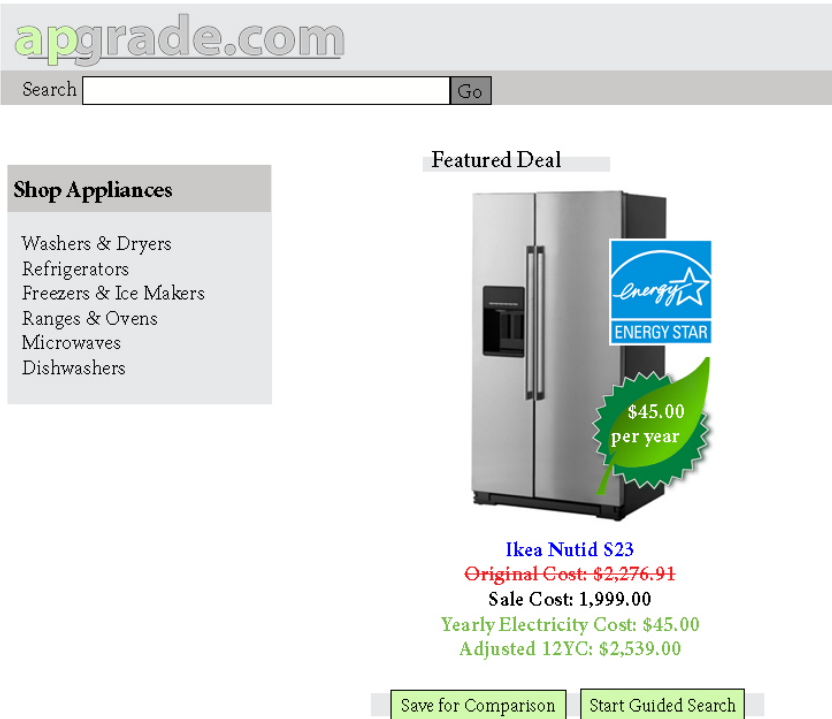 apgrade.com
Search
Go
Shop Appliances
Washers & Dryers
Refrigerators
Freezers & Ice Makers
Ranges & Ovens
Microwaves
Dishwashers
Featured Deal
energy
ENERGY STAR
$45.00
per year
Ikea Nutid S23
Original Cost: $2,276.91
Sale Cost: 1,999.00
Yearly Electricity Cost: $45.00
Adjusted 12YC: $2,539.00
Save for Comparison
Start Guided Search